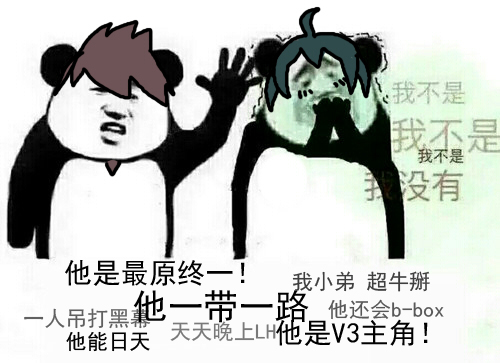 我不是
我不是
我不是
我没有
他是最原终一！
我小弟 超牛掰
他一带一路
他还会b-box
一人吊打黑幕
天天晚上LH
他是V3主角！
他能日天